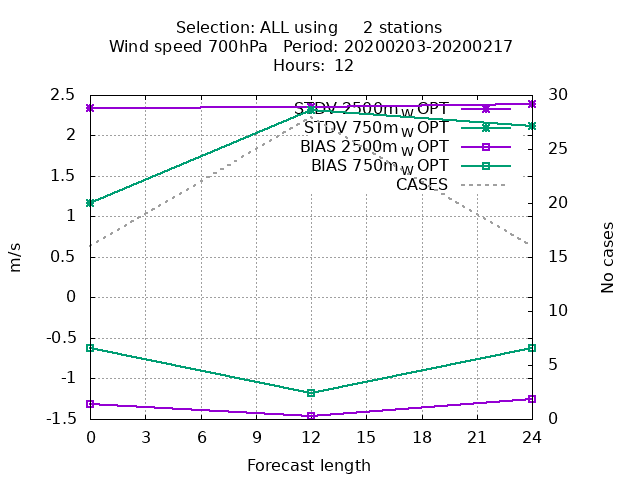 Selection: ALL using 2 stations
Wind speed 700hPa Period: 20200203-20200217
Hours: 12
2.5
2
1.5
1
0.5
0
-0.5
-1
-1.5
m/s
STDV 2500m_w OPT
STDV 750m_w OPT
BIAS 2500m_w OPT
BIAS 750m_w OPT
CASES
30
25
20
15
10
5
0
No cases
0 3 6 9 12 15 18 21 24
Forecast length